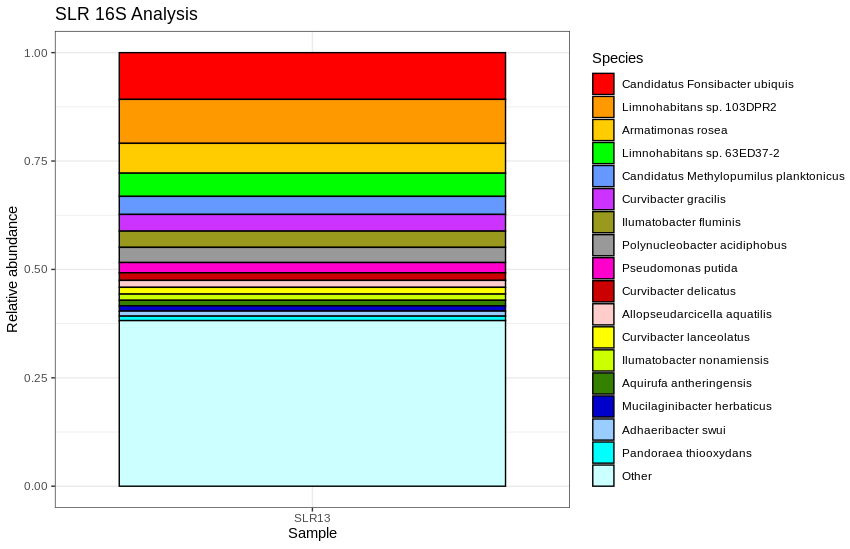 SLR 16S Analysis
Relative abundance
1.00
0.75
0.50
0.25
0.00
SLR13
Sample
Species
Candidatus Fonsibacter ubiquis
Limnohabitans sp. 103DPR2
Armatimonas rosea
Limnohabitans sp. 63ED37-2
Candidatus Methylopumilus planktonicus
Curvibacter gracilis
Ilumatobacter fluminis
Polynucleobacter acidiphobus
Pseudomonas putida
Curvibacter delicatus
Allopseudarcicella aquatilis
Curvibacter lanceolatus
Ilumatobacter nonamiensis
Aquirufa antheringensis
Mucilaginibacter herbaticus
Adhaeribacter swui
Pandoraea thiooxydans
Other